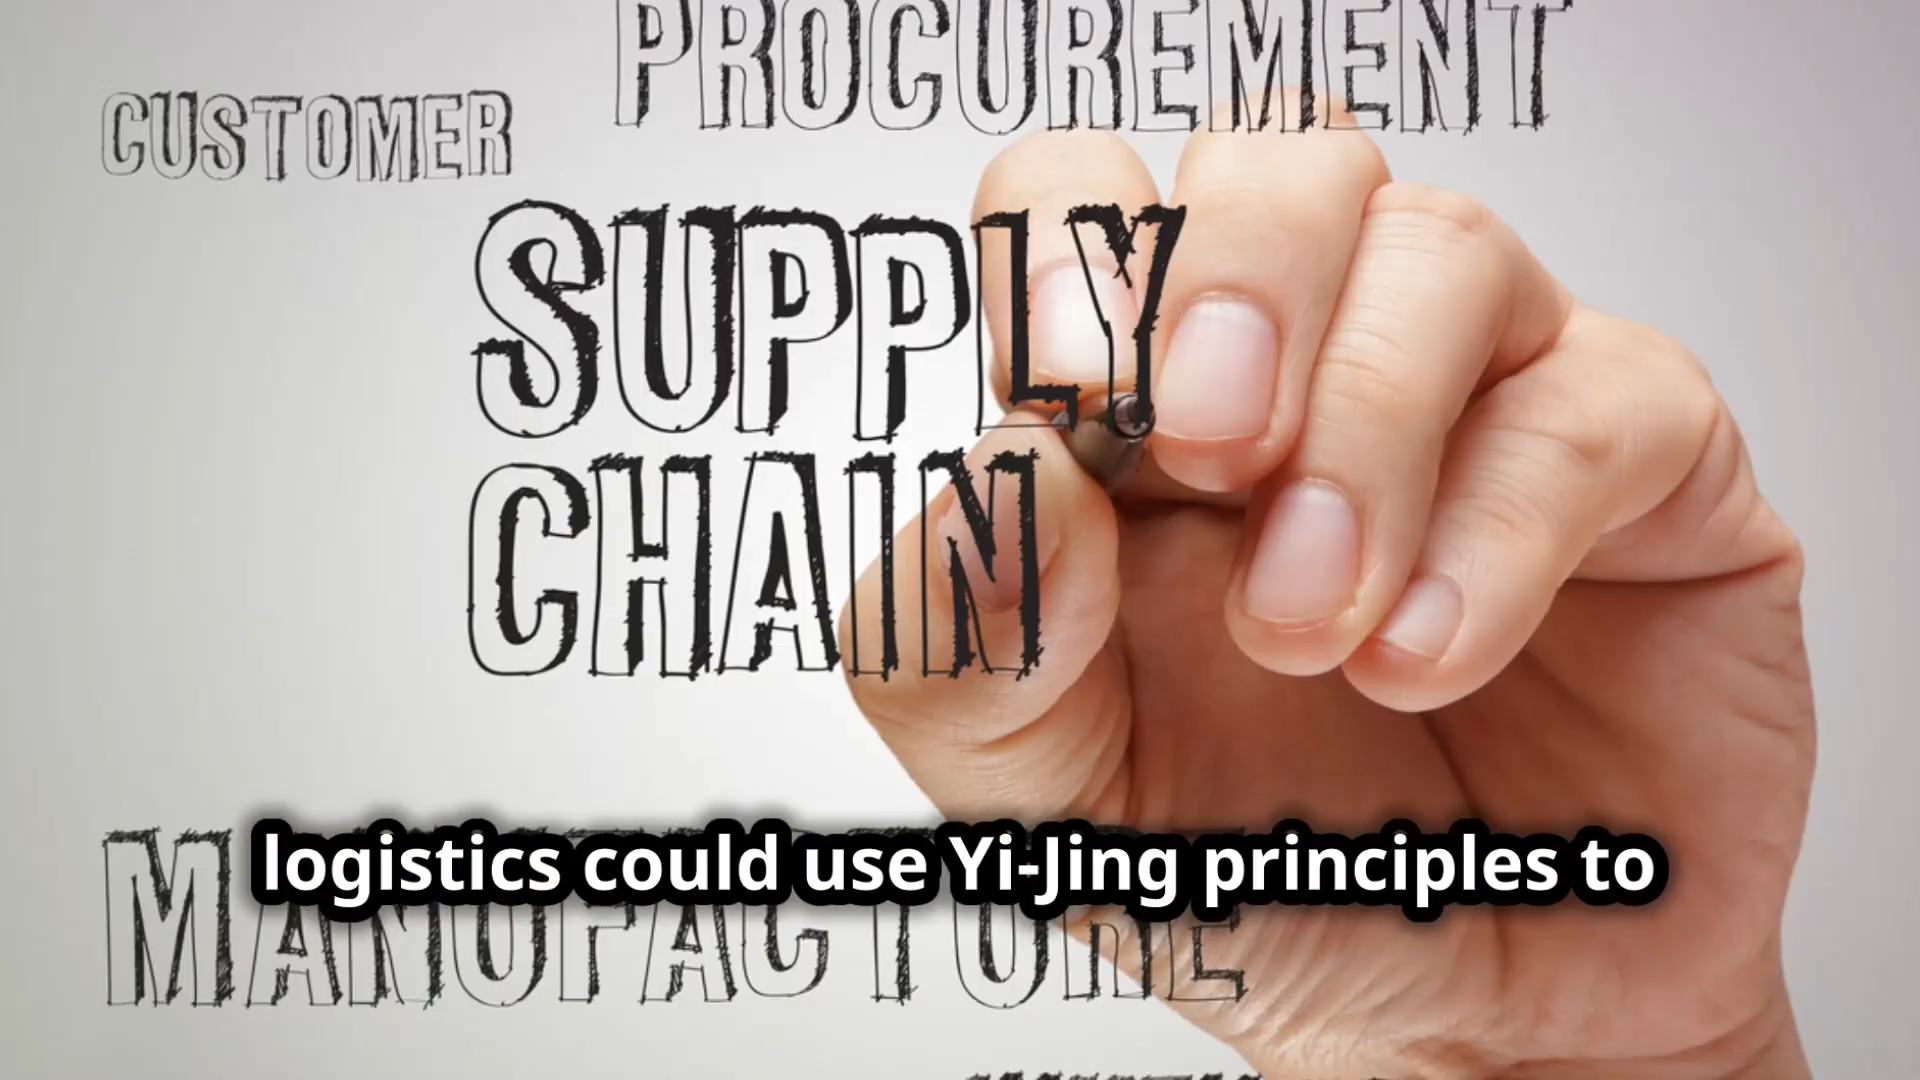 PROCUREMENT
CUSTOMER
SUPPLY
CHAIN
MANUFACTURE
logistics could use Yi-Jing principles to